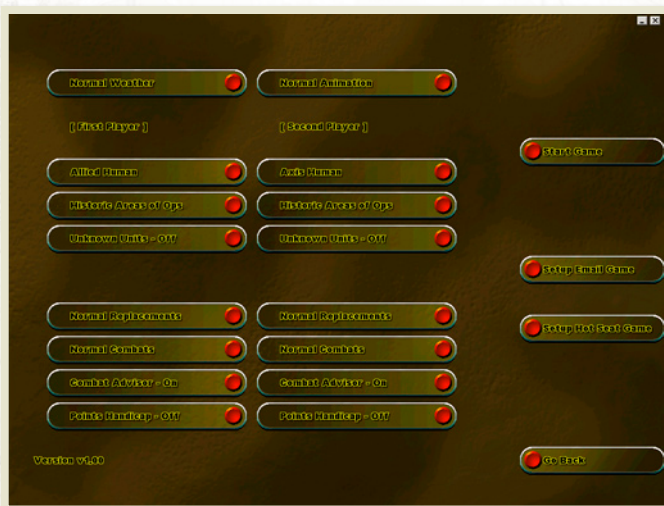 Normal Weather
Normal Animation
[ First Player ]
[ Second Player ]
Start Game
Allied Human
Axis Human
Historic Areas of Ops
Historic Areas of Ops
Unknown Units - Off
Unknown Units - Off
Setup Email Game
Normal Replacements
Normal Replacements
Setup Hot Seat Game
Normal Combats
Normal Combats
Combat Advisor - On
Combat Advisor - On
Points Handicap - Off
Points Handicap - Off
Version v1.00
Go Back